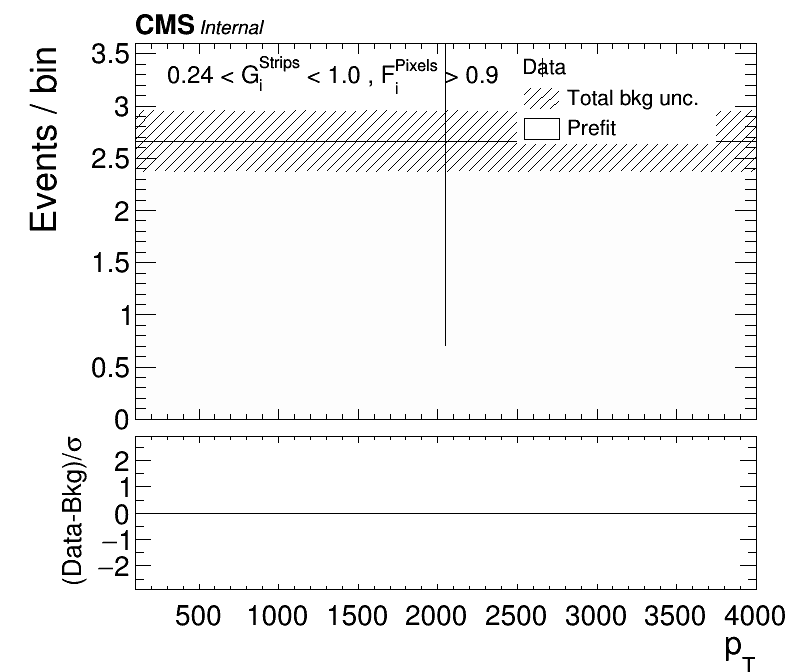 CMS Internal
Events / bin
3.5
3
2.5
2
1.5
1
0.5
0
0.24 < G_i^Strips < 1.0 , F_i^Pixels > 0.9
Data
Total bkg unc.
Prefit
(Data-Bkg)/σ
2
1
0
−1
−2
500 1000 1500 2000 2500 3000 3500 4000
p_T